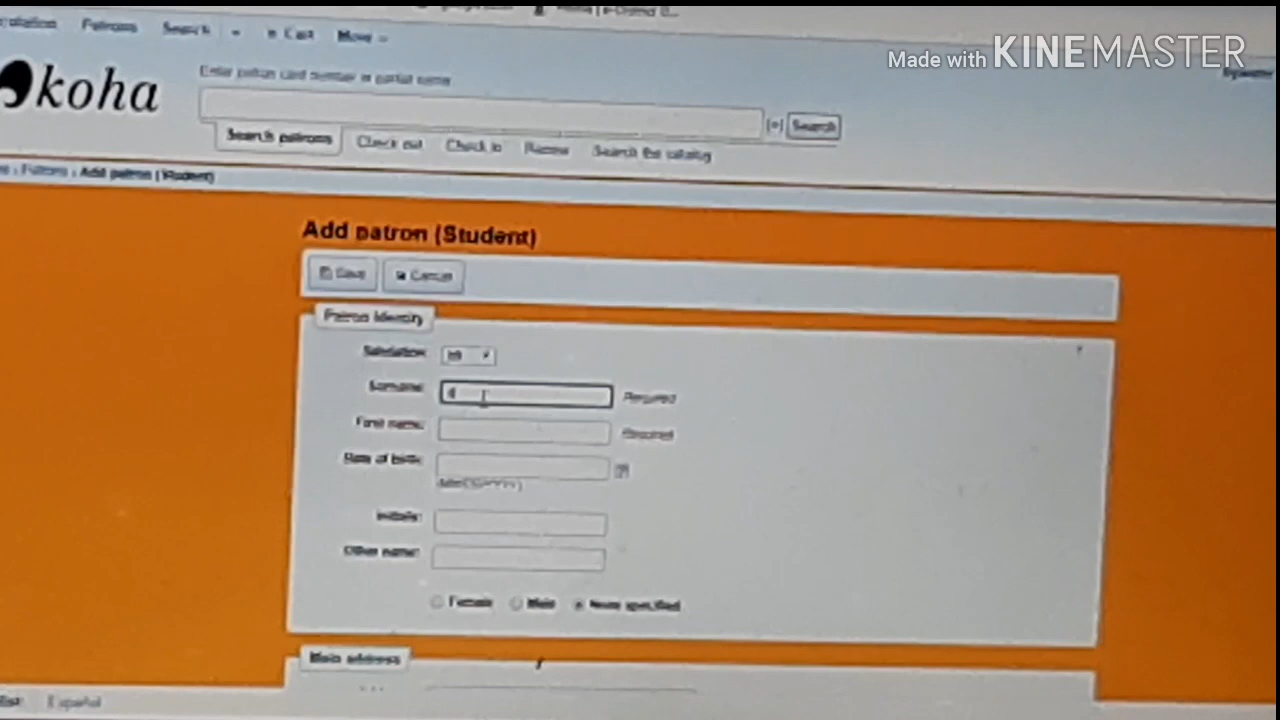 Patrons Search Cart More
Made with KINEMASTER
koha
Enter patron card number or partial name
Search
Search patrons Check out Check in Renew Search the catalog
Patrons › Add patron (Student)
Add patron (Student)
Save Cancel
Patron identity
Salutation:
Surname: Required
First name: Required
Date of birth:
Initials:
Other name:
Female Male None specified
Main address
Español